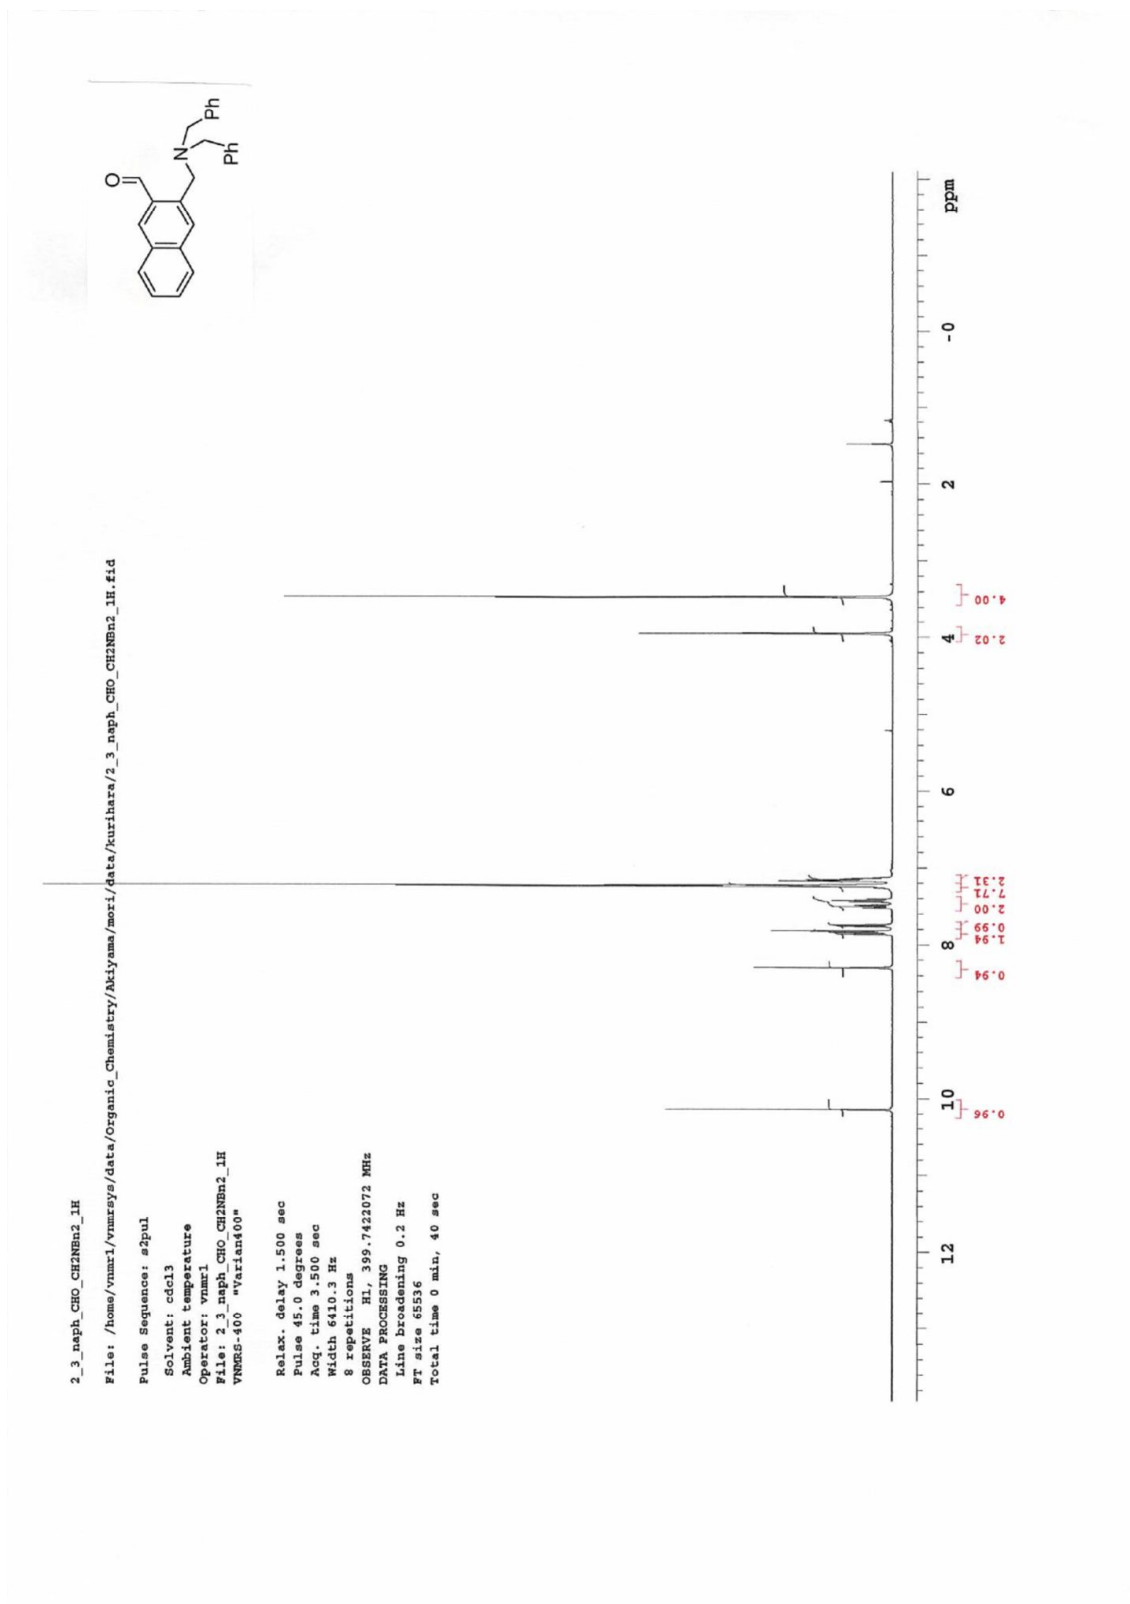 2_3_naph_CHO_CH2NBn2_1H
File: /home/vnmr1/vnmrsys/data/Organic_Chemistry/Akiyama/mori/data/kurihara/2_3_naph_CHO_CH2NBn2_1H.fid
Pulse Sequence: s2pul
Solvent: cdcl3
Ambient temperature
Operator: vnmr1
File: 2_3_naph_CHO_CH2NBn2_1H
VNMRS-400 "Varian400"
Relax. delay 1.500 sec
Pulse 45.0 degrees
Acq. time 3.500 sec
Width 6410.3 Hz
8 repetitions
OBSERVE H1, 399.7422072 MHz
DATA PROCESSING
Line broadening 0.2 Hz
FT size 65536
Total time 0 min, 40 sec
O
N
Ph
Ph
12 10 8 6 4 2 -0 ppm
0.96
0.94
1.94
0.99
2.00
7.71
2.31
2.02
4.00